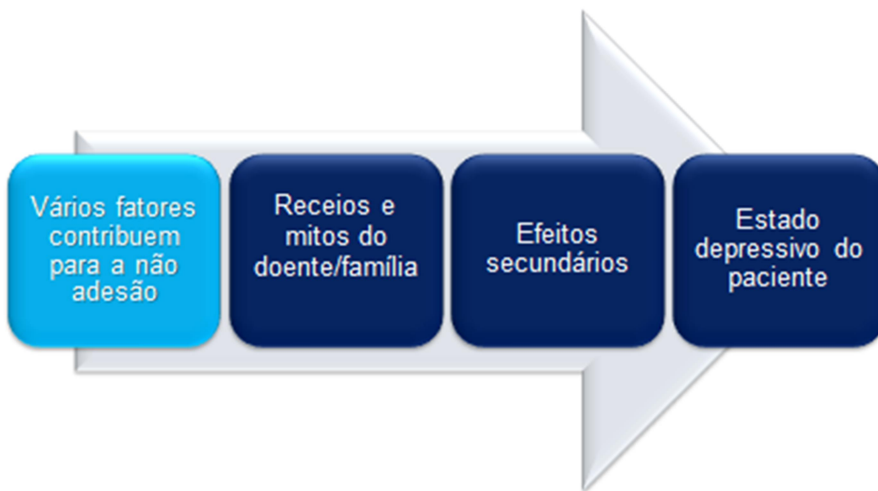 Vários fatores
contribuem
para a não
adesão
Receios e
mitos do
doente/família
Efeitos
secundários
Estado
depressivo do
paciente